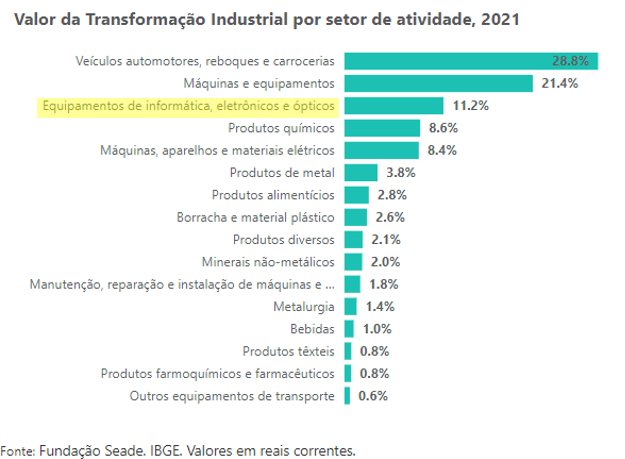 Valor da Transformação Industrial por setor de atividade, 2021
Veículos automotores, reboques e carrocerias 28.8%
Máquinas e equipamentos 21.4%
Equipamentos de informática, eletrônicos e ópticos 11.2%
Produtos químicos 8.6%
Máquinas, aparelhos e materiais elétricos 8.4%
Produtos de metal 3.8%
Produtos alimentícios 2.8%
Borracha e material plástico 2.6%
Produtos diversos 2.1%
Minerais não-metálicos 2.0%
Manutenção, reparação e instalação de máquinas e ... 1.8%
Metalurgia 1.4%
Bebidas 1.0%
Produtos têxteis 0.8%
Produtos farmoquímicos e farmacêuticos 0.8%
Outros equipamentos de transporte 0.6%
Fonte: Fundação Seade. IBGE. Valores em reais correntes.